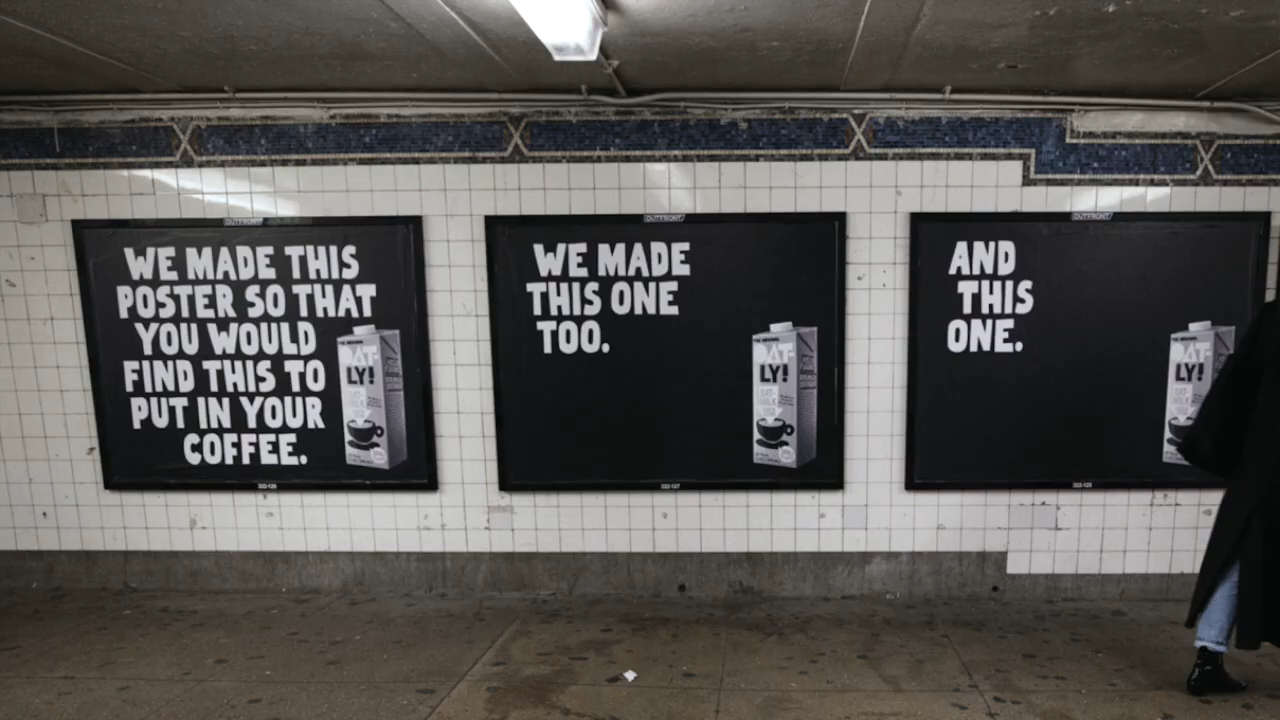 OUTFRONT
WE MADE THIS
POSTER SO THAT
YOU WOULD
FIND THIS TO
PUT IN YOUR
COFFEE.
OAT-
LY!
OUTFRONT
WE MADE
THIS ONE
TOO.
OAT-
LY!
OUTFRONT
AND
THIS
ONE.
OAT-
LY!